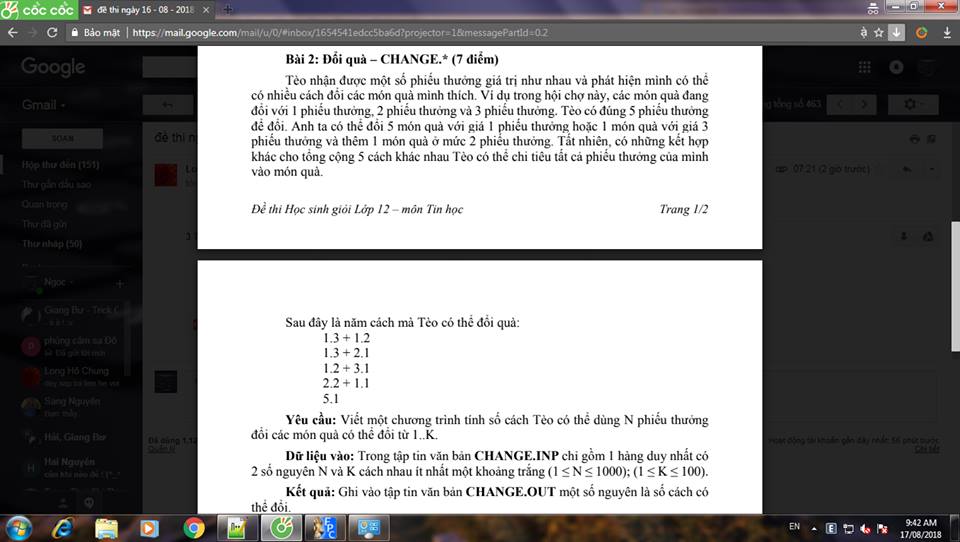 CỐC CỐC
đề thi ngày 16 - 08 - 2018
Bảo mật | https://mail.google.com/mail/u/0/#inbox/1654541edcc5ba6d?projector=1&messagePartId=0.2
Google
Gmail
SOẠN
Hộp thư đến (151)
Thư gắn dấu sao
Quan trọng
Thư đã gửi
Thư nháp (50)
Ngọc
Giang Bư - Trick
phùng cẩm sa Đô
Đã gửi tới mới
Long Hồ Chung
Sang Nguyên
Hải, Giang Bư
Hai Nguyen
đề thi n
07:21 (2 giờ trước)
Bài 2: Đổi quà – CHANGE.* (7 điểm)
Tèo nhận được một số phiếu thưởng giá trị như nhau và phát hiện mình có thể
có nhiều cách đổi các món quà mình thích. Ví dụ trong hội chợ này, các món quà đang
đổi với 1 phiếu thưởng, 2 phiếu thưởng và 3 phiếu thưởng. Tèo có đúng 5 phiếu thưởng
để đổi. Anh ta có thể đổi 5 món quà với giá 1 phiếu thưởng hoặc 1 món quà với giá 3
phiếu thưởng và thêm 1 món quà ở mức 2 phiếu thưởng. Tất nhiên, có những kết hợp
khác cho tổng cộng 5 cách khác nhau Tèo có thể chi tiêu tất cả phiếu thưởng của mình
vào món quà.
Đề thi Học sinh giỏi Lớp 12 – môn Tin học
Trang 1/2
Sau đây là năm cách mà Tèo có thể đổi quà:
1.3 + 1.2
1.3 + 2.1
1.2 + 3.1
2.2 + 1.1
5.1
Yêu cầu: Viết một chương trình tính số cách Tèo có thể dùng N phiếu thưởng
đổi các món quà có thể đổi từ 1..K.
Dữ liệu vào: Trong tập tin văn bản CHANGE.INP chỉ gồm 1 hàng duy nhất có
2 số nguyên N và K cách nhau ít nhất một khoảng trắng (1 ≤ N ≤ 1000); (1 ≤ K ≤ 100).
Kết quả: Ghi vào tập tin văn bản CHANGE.OUT một số nguyên là số cách có
thể đổi.
Quản lý
Hoạt động tài khoản gần đây nhất: 56 phút trước
EN
9:42 AM
17/08/2018